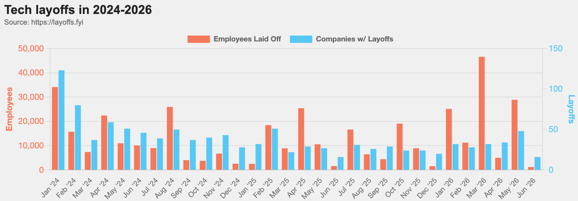 Tech layoffs in 2024-2026
Source: https://layoffs.fyi
Employees Laid Off
Companies w/ Layoffs
Employees
50,000
40,000
30,000
20,000
10,000
0
150
100
50
0
Layoffs
Jan '24
Feb '24
Mar '24
Apr '24
May '24
Jun '24
Jul '24
Aug '24
Sep '24
Oct '24
Nov '24
Dec '24
Jan '25
Feb '25
Mar '25
Apr '25
May '25
Jun '25
Jul '25
Aug '25
Sep '25
Oct '25
Nov '25
Dec '25
Jan '26
Feb '26
Mar '26
Apr '26
May '26
Jun '26